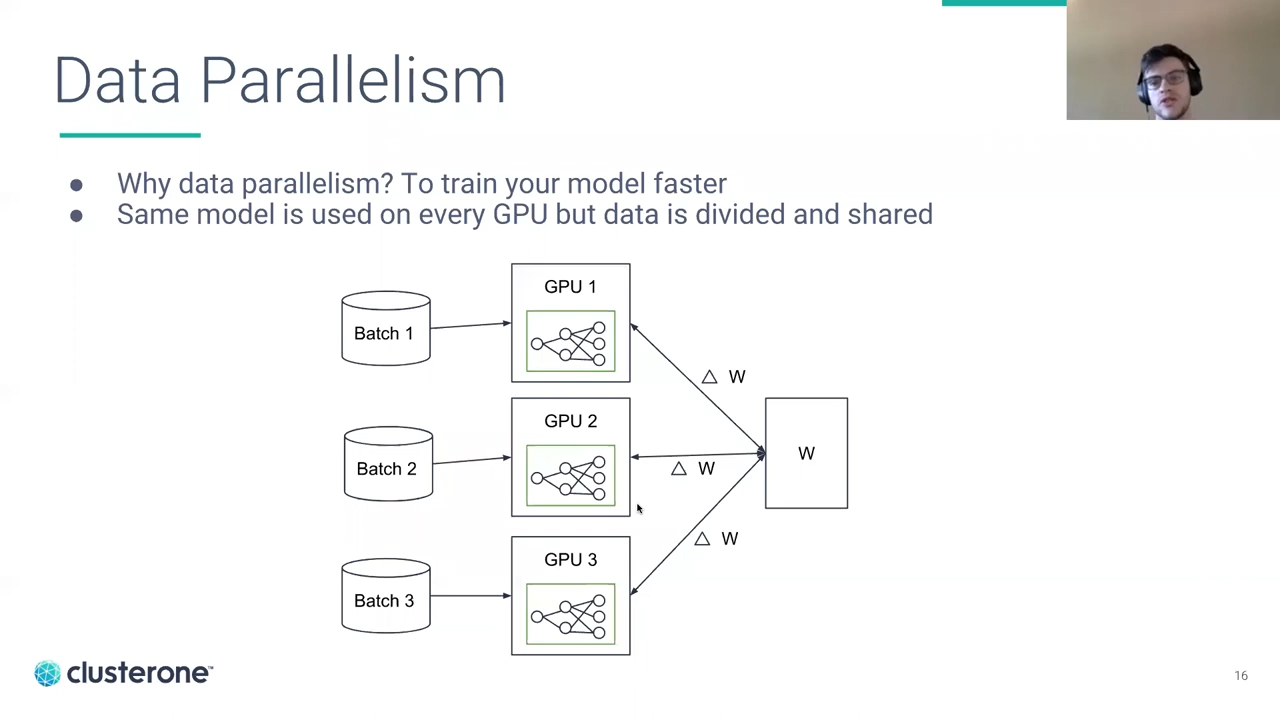 Data Parallelism
● Why data parallelism? To train your model faster
● Same model is used on every GPU but data is divided and shared
Batch 1
GPU 1
△ W
Batch 2
GPU 2
△ W
W
Batch 3
GPU 3
△ W
clusterone™
16